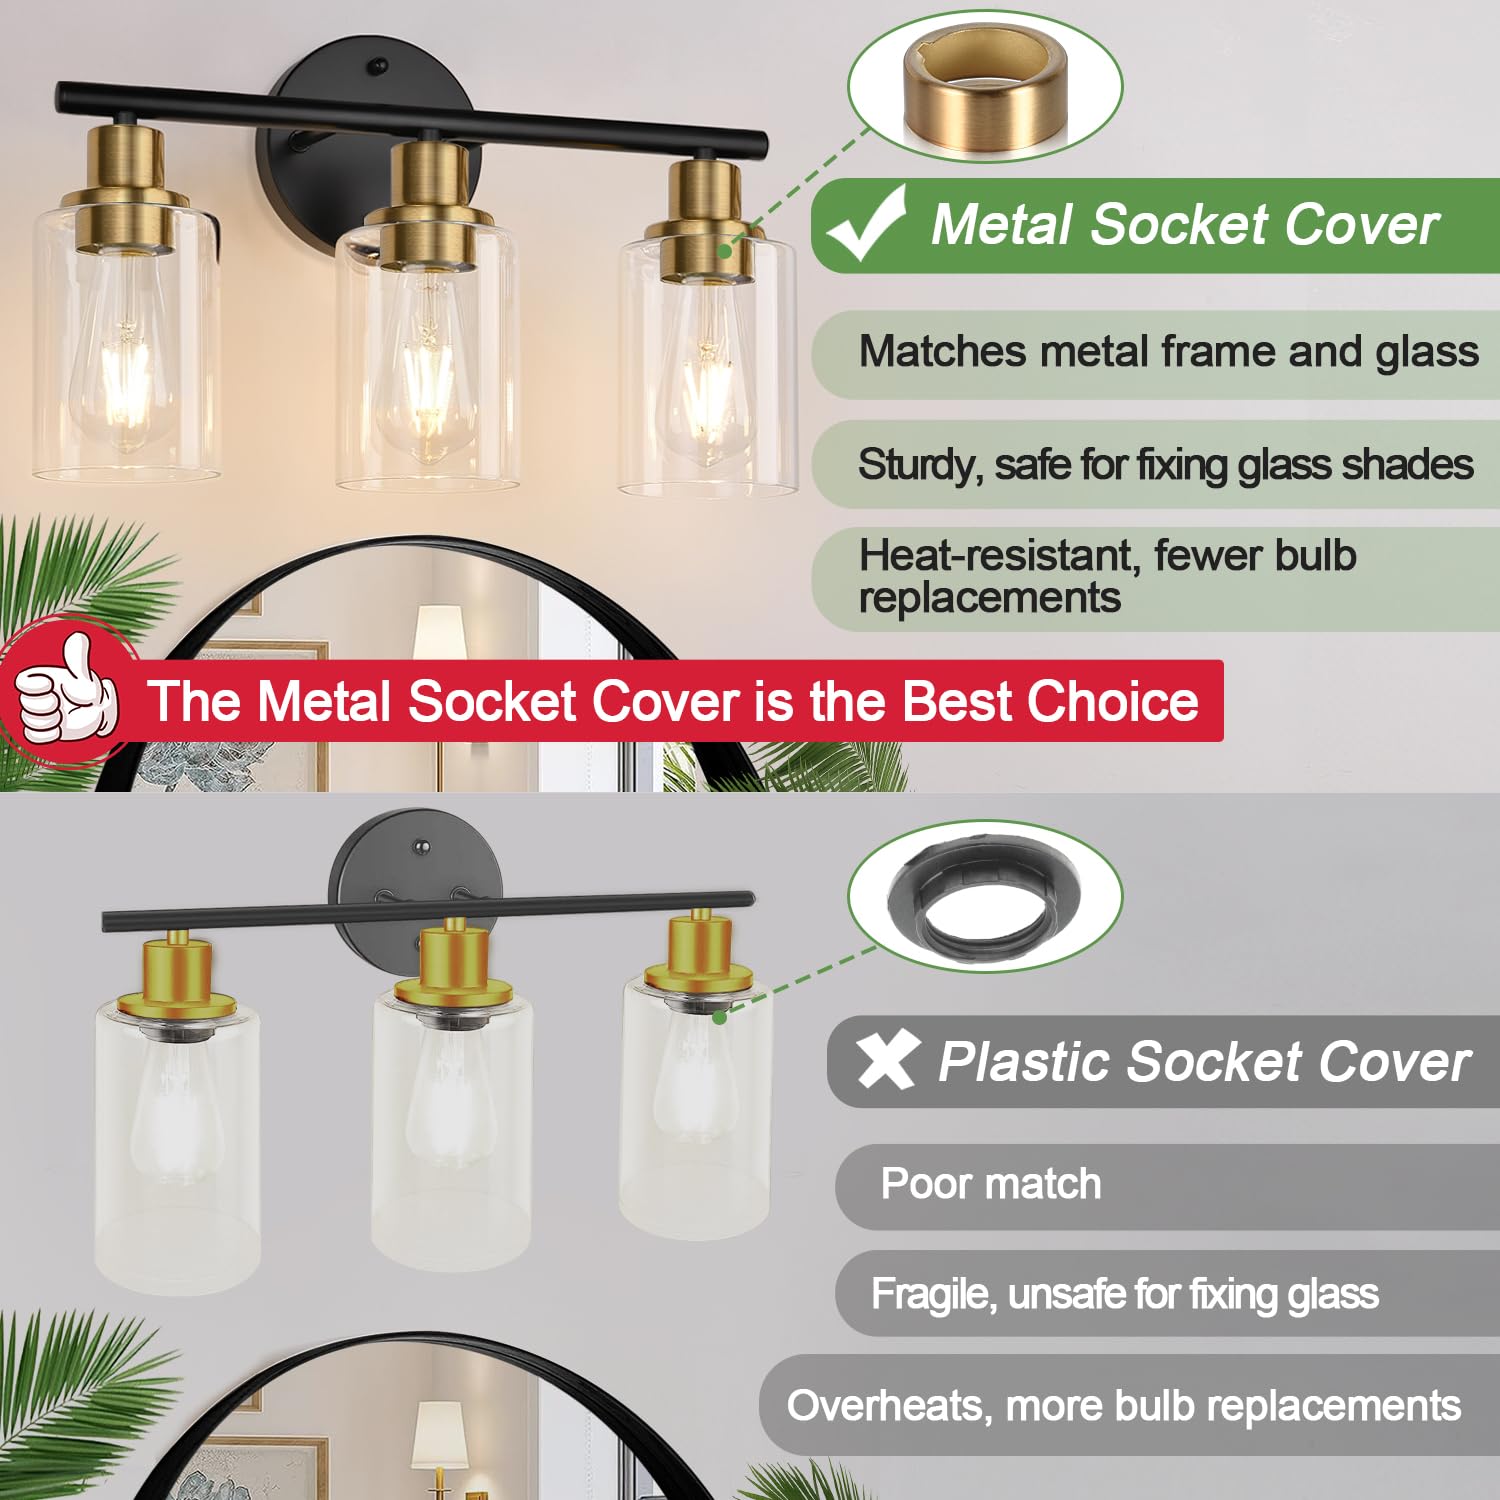 Metal Socket Cover
Matches metal frame and glass
Sturdy, safe for fixing glass shades
Heat-resistant, fewer bulb
replacements
The Metal Socket Cover is the Best Choice
Plastic Socket Cover
Poor match
Fragile, unsafe for fixing glass
Overheats, more bulb replacements